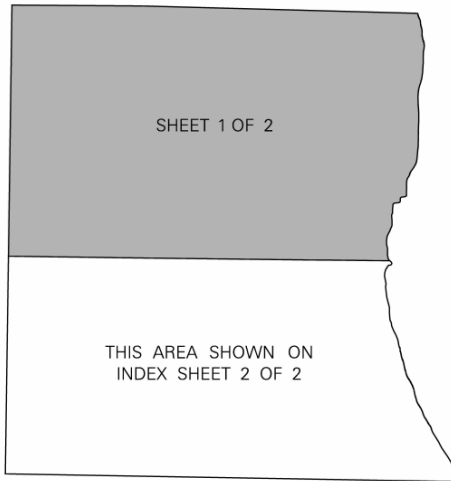 SHEET 1 OF 2
THIS AREA SHOWN ON
INDEX SHEET 2 OF 2